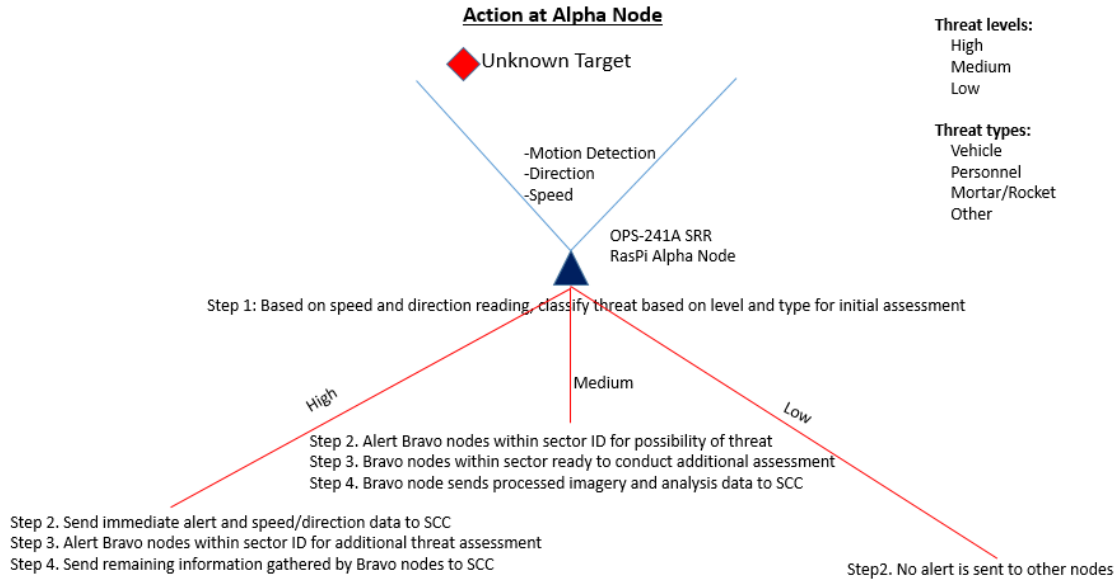 Action at Alpha Node
Unknown Target
Threat levels:
High
Medium
Low
Threat types:
Vehicle
Personnel
Mortar/Rocket
Other
-Motion Detection
-Direction
-Speed
OPS-241A SRR
RasPi Alpha Node
Step 1: Based on speed and direction reading, classify threat based on level and type for initial assessment
High
Medium
Low
Step 2. Alert Bravo nodes within sector ID for possibility of threat
Step 3. Bravo nodes within sector ready to conduct additional assessment
Step 4. Bravo node sends processed imagery and analysis data to SCC
Step 2. Send immediate alert and speed/direction data to SCC
Step 3. Alert Bravo nodes within sector ID for additional threat assessment
Step 4. Send remaining information gathered by Bravo nodes to SCC
Step2. No alert is sent to other nodes